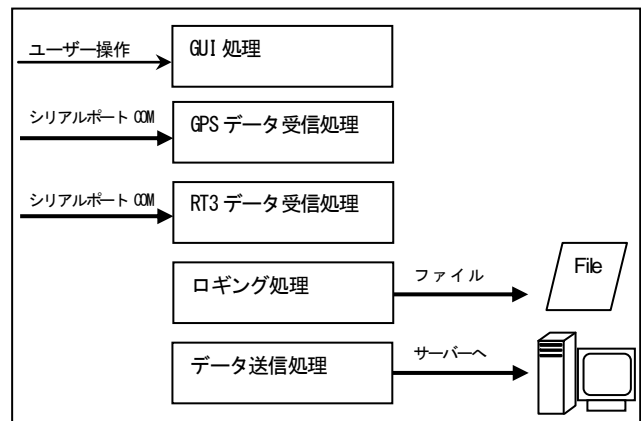 ユーザー操作
GUI 処理
シリアルポート COM
GPS データ受信処理
シリアルポート COM
RT3 データ受信処理
ロギング処理
ファイル
File
データ送信処理
サーバーへ